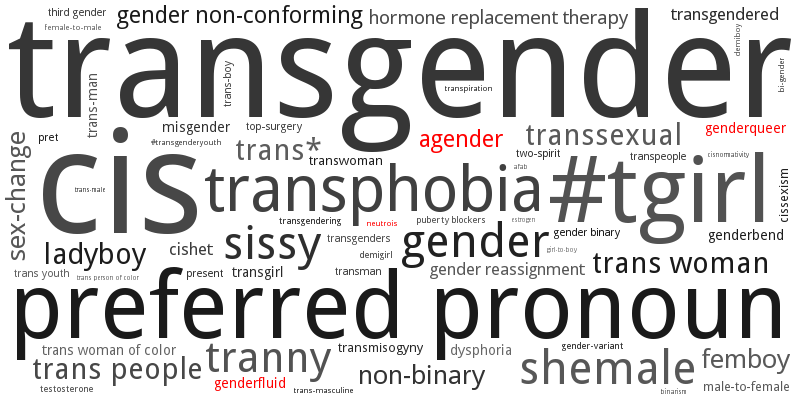 third gender
gender non-conforming
hormone replacement therapy
transgendered
female-to-male
transgender
demiboy
bi-gender
trans-man
trans-boy
transpiration
pret
misgender
top-surgery
#transgenderyouth
trans*
agender
transsexual
genderqueer
sex-change
cis
transwoman
two-spirit
transpeople
cisnormativity
afab
trans-male
transphobia
#tgirl
cissexism
transgendering
neutrois
puberty blockers
estrogen
ladyboy
cishet
sissy
transgenders
gender
gender binary
genderbend
demigirl
girl-to-boy
trans youth
trans person of color
present
transgirl
transman
gender reassignment
trans woman
preferred pronoun
trans woman of color
tranny
transmisogyny
dysphoria
gender-variant
shemale
femboy
trans people
genderfluid
non-binary
testosterone
trans-masculine
binarism
male-to-female